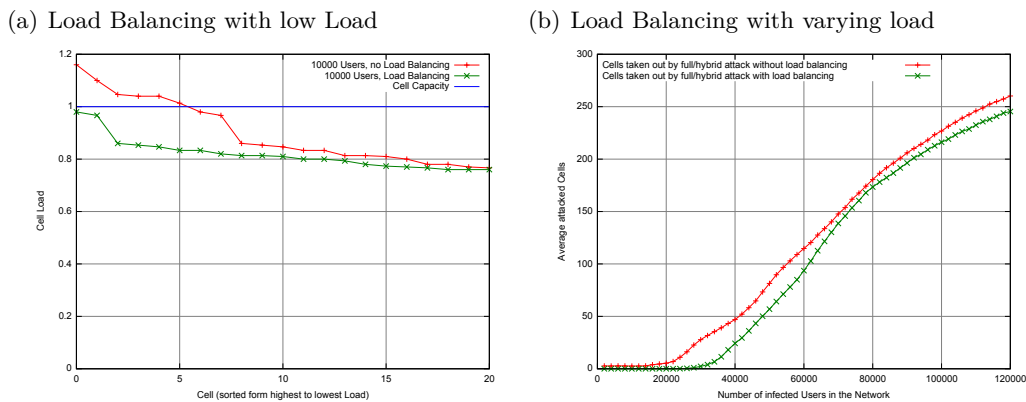 (a) Load Balancing with low Load
1.2
1
0.8
0.6
0.4
0.2
0
0
5
10
15
20
Cell Load
Cell (sorted form highest to lowest Load)
10000 Users, no Load Balancing
10000 Users, Load Balancing
Cell Capacity
(b) Load Balancing with varying load
300
250
200
150
100
50
0
0
20000
40000
60000
80000
100000
120000
Average attacked Cells
Number of infected Users in the Network
Cells taken out by full/hybrid attack without load balancing
Cells taken out by full/hybrid attack with load balancing